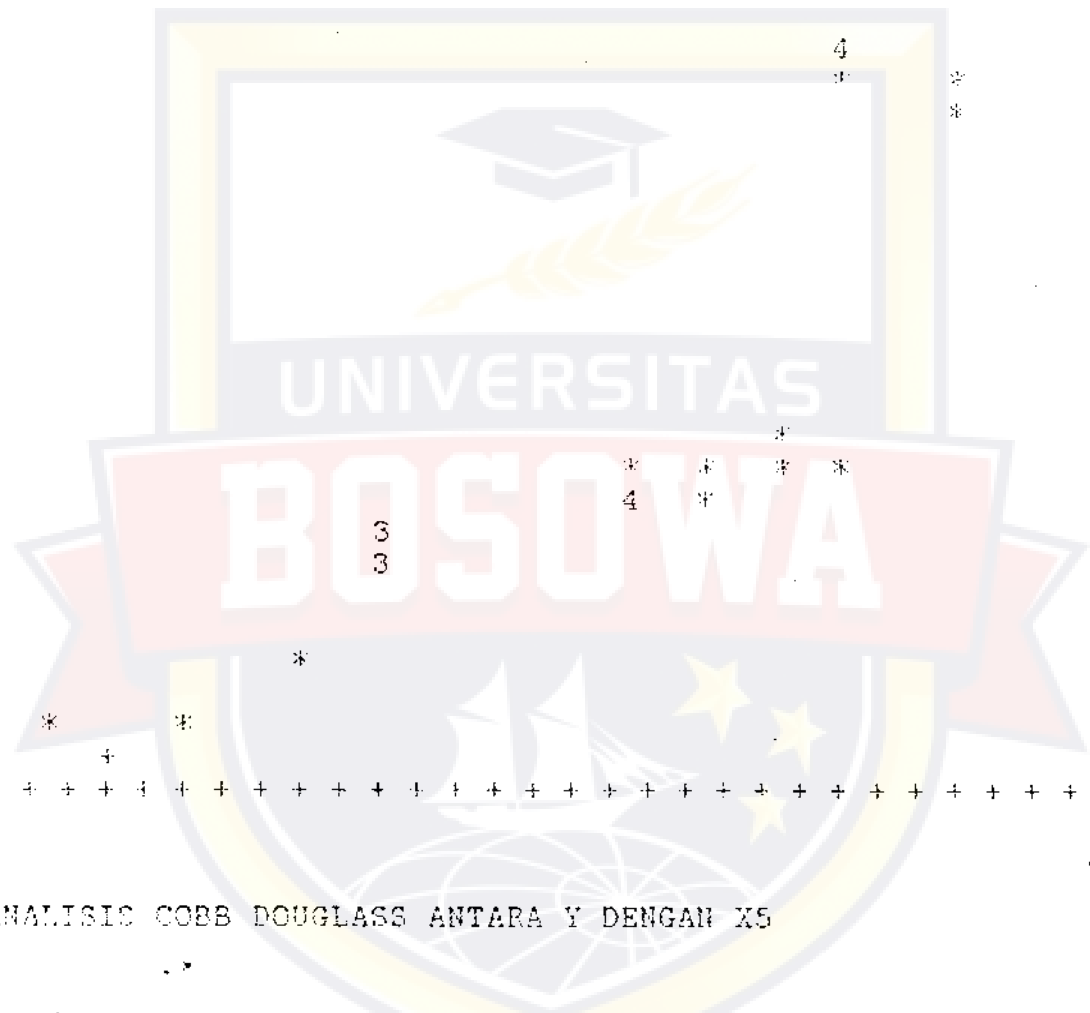 4
*
*
*
UNIVERSITAS
*
* * * *
BOSOWA
4 *
3
3
*
* *
+
+ + + + + + + + + + + + + + + + + + + + + + + + + + + +
NALISIS COBB DOUGLASS ANTARA Y DENGAN X5